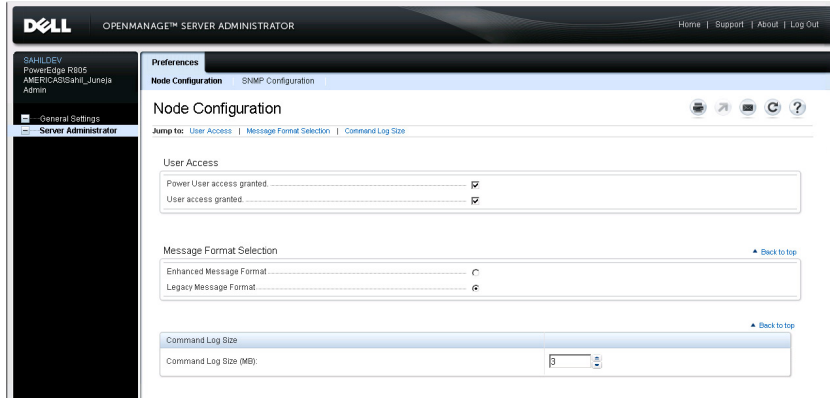 DELL
OPENMANAGE™ SERVER ADMINISTRATOR
Home | Support | About | Log Out
SAHILDEV
PowerEdge R805
AMERICAS\Sahil_Juneja
Admin
General Settings
Server Administrator
Preferences
Node Configuration SNMP Configuration
Node Configuration
?
Jump to: User Access | Message Format Selection | Command Log Size
User Access
Power User access granted.
User access granted.
Message Format Selection
Back to top
Enhanced Message Format
Legacy Message Format
Back to top
Command Log Size
Command Log Size (MB): 3